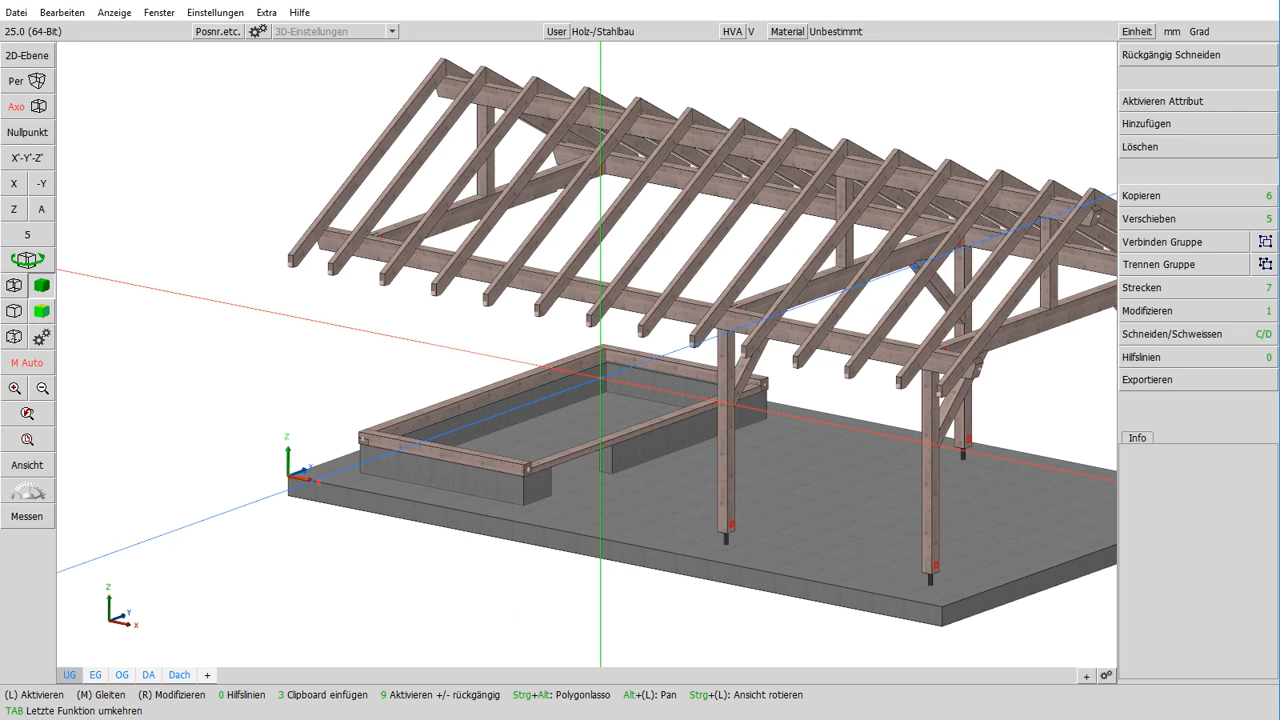 Datei Bearbeiten Anzeige Fenster Einstellungen Extra Hilfe
25.0 (64-Bit) Posnr.etc. 3D-Einstellungen User Holz-/Stahlbau HVA V Material Unbestimmt Einheit mm Grad
2D-Ebene
Per
Axo
Nullpunkt
X'-Y'-Z'
X -Y
Z A
5
M Auto
Ansicht
Messen
Z
Y
X
Z
Y
X
Rückgängig Schneiden
Aktivieren Attribut
Hinzufügen
Löschen
Kopieren 6
Verschieben 5
Verbinden Gruppe
Trennen Gruppe
Strecken 7
Modifizieren 1
Schneiden/Schweissen C/D
Hilfslinien 0
Exportieren
Info
UG EG OG DA Dach + +
(L) Aktivieren (M) Gleiten (R) Modifizieren 0 Hilfslinien 3 Clipboard einfügen 9 Aktivieren +/- rückgängig Strg+Alt: Polygonlasso Alt+(L): Pan Strg+(L): Ansicht rotieren
TAB Letzte Funktion umkehren